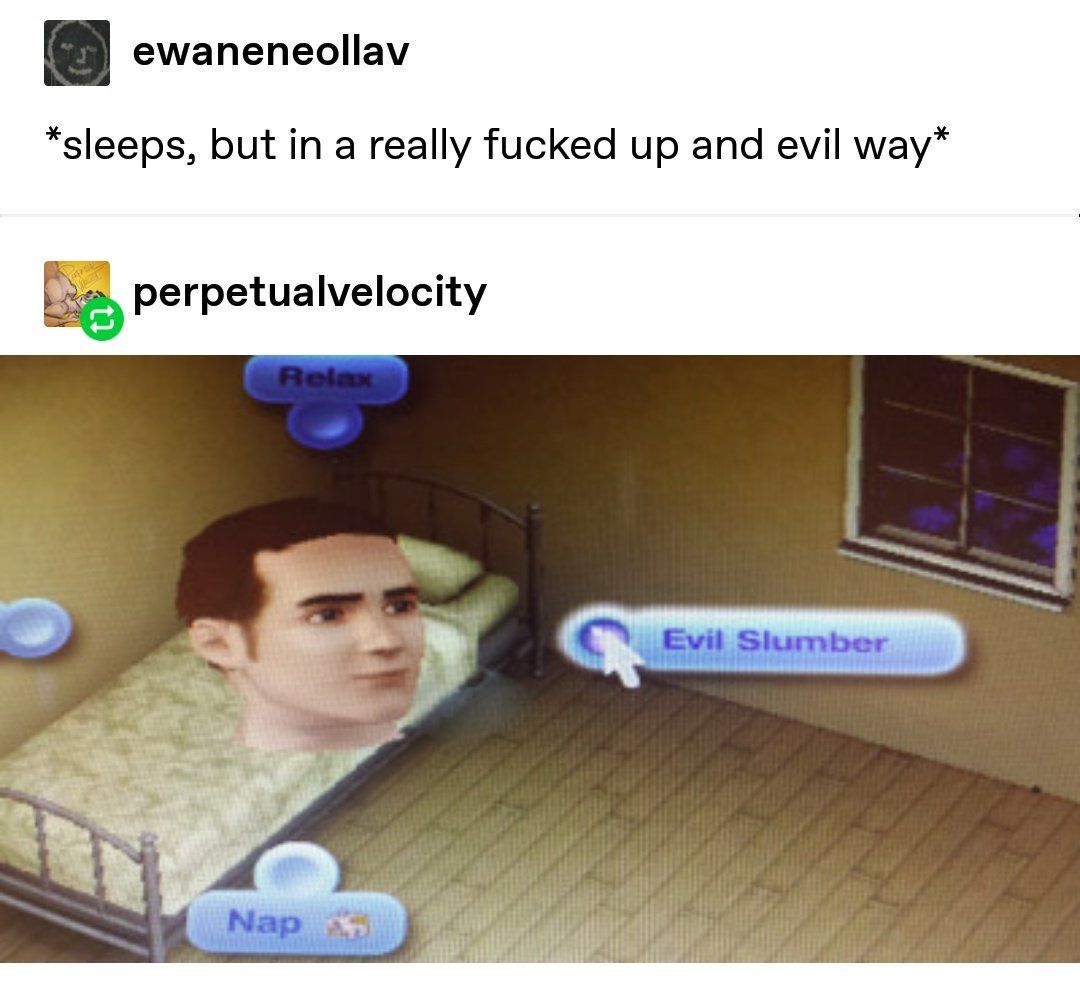 ewaneneollav
*sleeps, but in a really fucked up and evil way*
perpetualvelocity
Relax
Evil Slumber
Nap